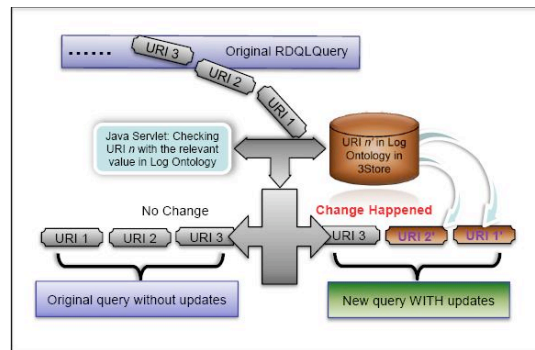 ...... URI 3 Original RDQLQuery
URI 2
URI 1
Java Servlet: Checking
URI n with the relevant
value in Log Ontology
URI n' in Log
Ontology in
3Store
No Change
Change Happened
URI 1 URI 2 URI 3
URI 3 URI 2' URI 1'
Original query without updates
New query WITH updates